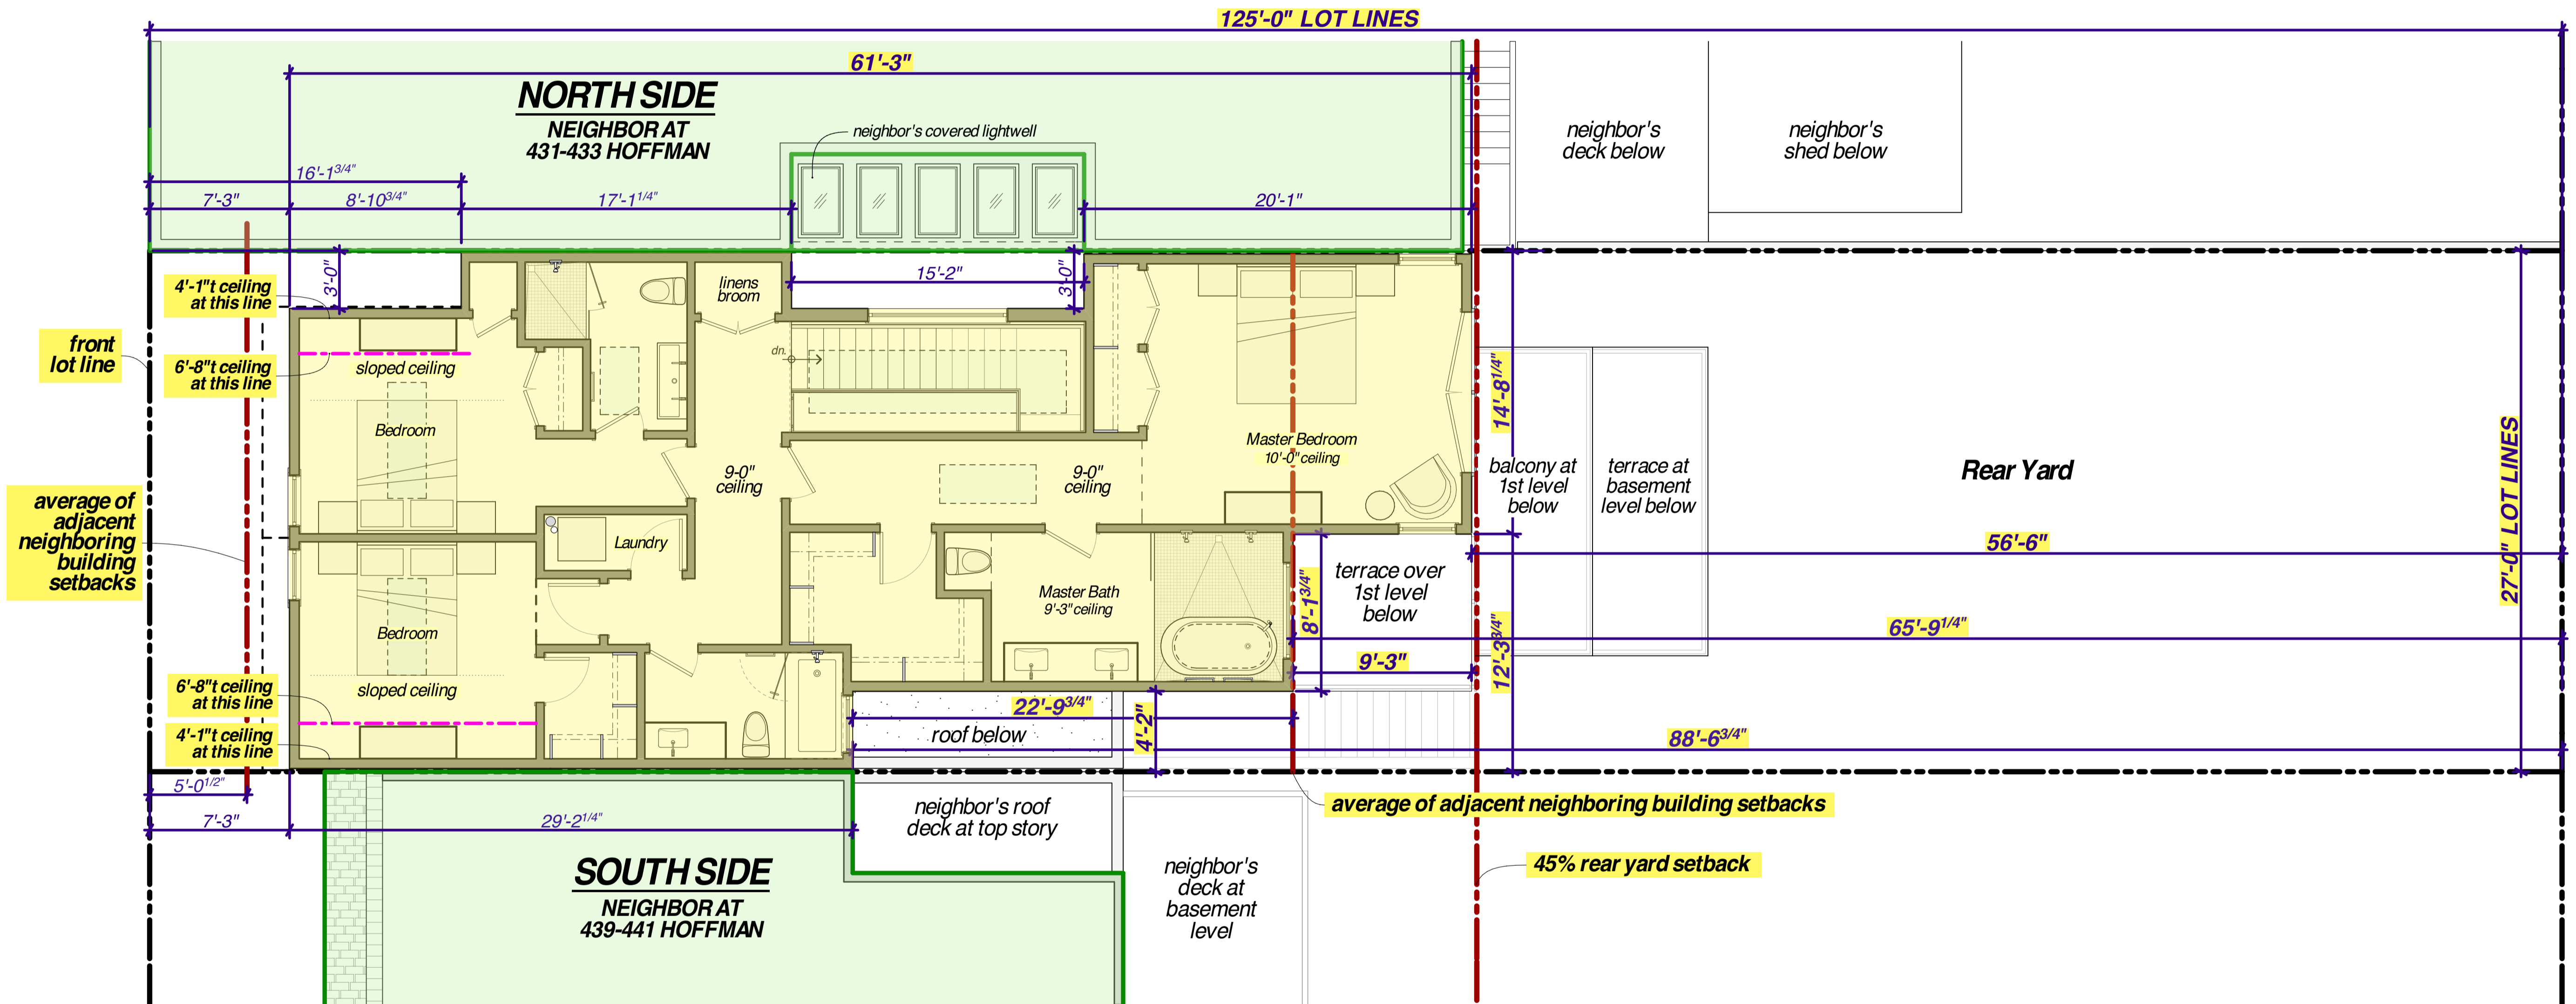 125'-0" LOT LINES
61'-3"
NORTH SIDE
NEIGHBOR AT
431-433 HOFFMAN
neighbor's covered lightwell
neighbor's
deck below
neighbor's
shed below
16'-1 3/4"
7'-3"
8'-10 3/4"
17'-1 1/4"
20'-1"
3'-0"
15'-2"
3'-0"
4'-1"± ceiling
at this line
linens
broom
front
lot line
6'-8"± ceiling
at this line
sloped ceiling
dn.
14'-8 1/4"
Bedroom
Master Bedroom
10'-0" ceiling
9-0"
ceiling
9-0"
ceiling
balcony at
1st level
below
terrace at
basement
level below
Rear Yard
27'-0" LOT LINES
average of
adjacent
neighboring
building
setbacks
Laundry
56'-6"
terrace over
1st level
below
8'-1 3/4"
Master Bath
9'-3" ceiling
Bedroom
65'-9 1/4"
12'-3 3/4"
9'-3"
6'-8"± ceiling
at this line
sloped ceiling
22'-9 3/4"
4'-2"
roof below
88'-6 3/4"
4'-1"± ceiling
at this line
5'-0 1/2"
7'-3"
29'-2 1/4"
neighbor's roof
deck at top story
average of adjacent neighboring building setbacks
SOUTH SIDE
NEIGHBOR AT
439-441 HOFFMAN
neighbor's
deck at
basement
level
45% rear yard setback